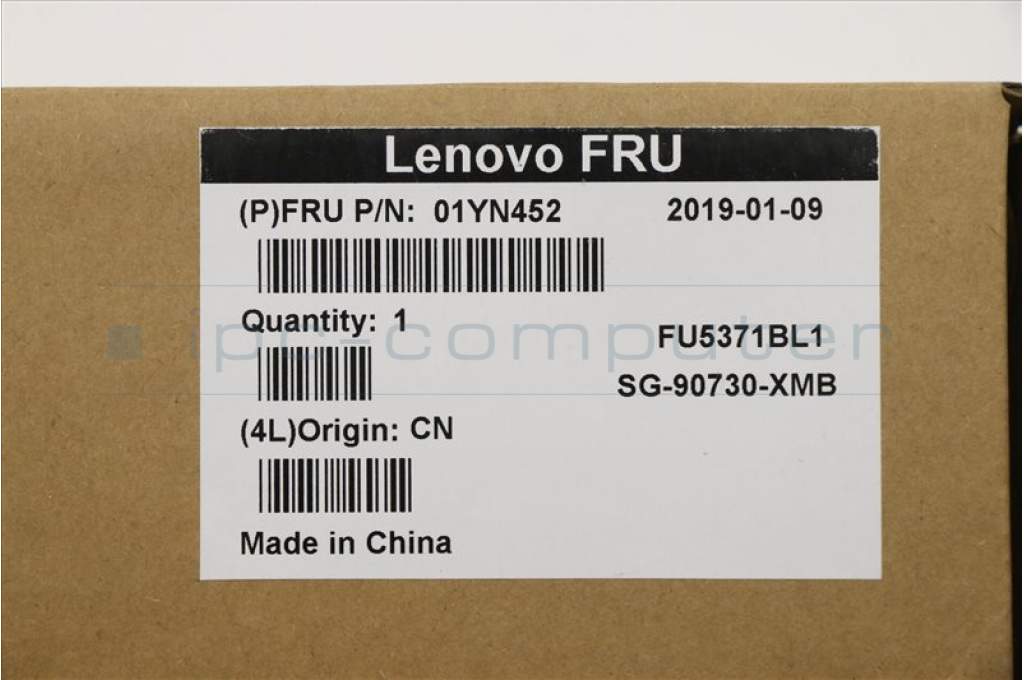 Lenovo FRU
(P)FRU P/N: 01YN452
2019-01-09
Quantity: 1
ipc-computer
FU5371BL1
SG-90730-XMB
(4L)Origin: CN
Made in China